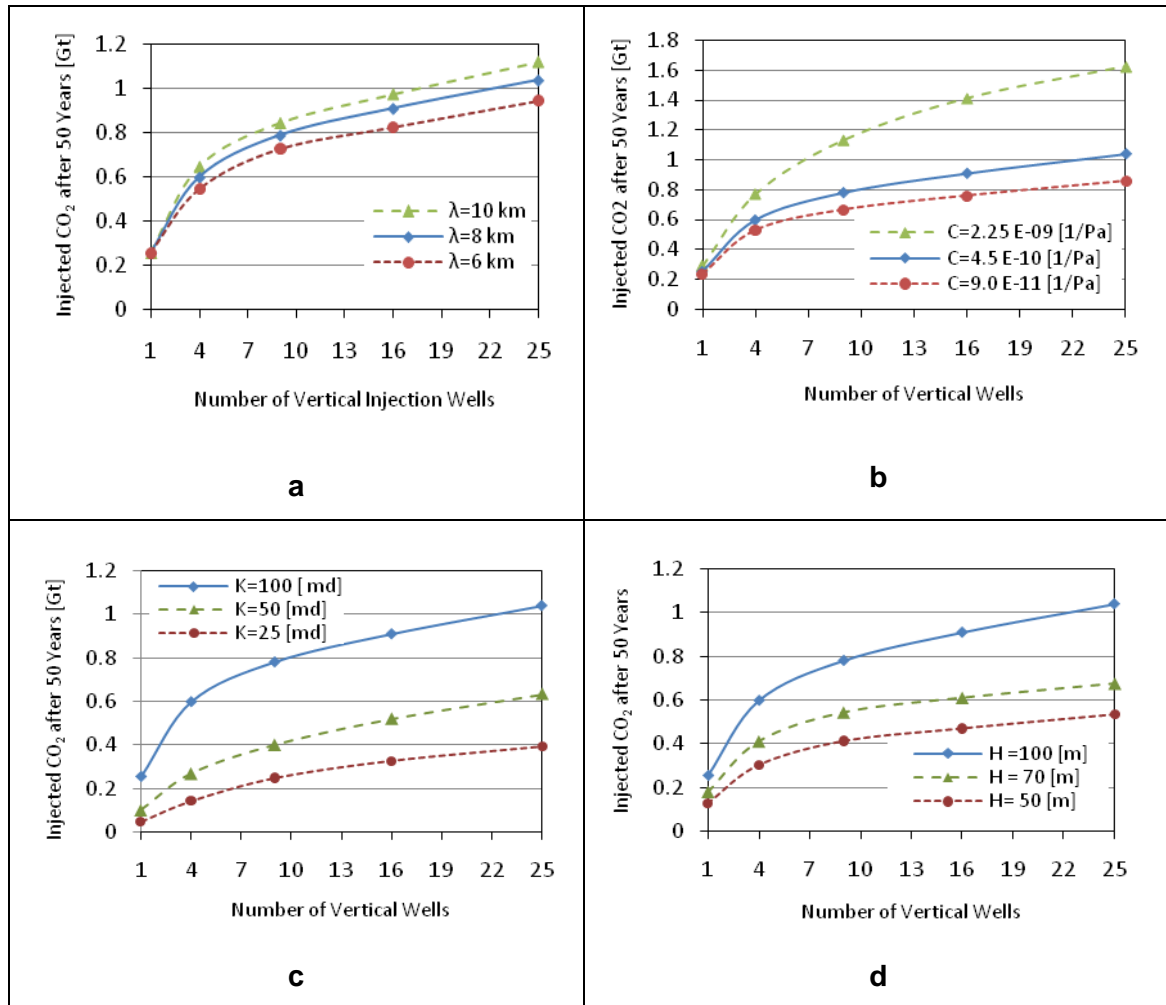 Injected CO₂ after 50 Years [Gt]
1.2
1
0.8
0.6
0.4
0.2
0
λ=10 km
λ=8 km
λ=6 km
1 4 7 10 13 16 19 22 25
Number of Vertical Injection Wells
a
Injected CO2 after 50 Years [Gt]
1.8
1.6
1.4
1.2
1
0.8
0.6
0.4
0.2
0
C=2.25 E-09 [1/Pa]
C=4.5 E-10 [1/Pa]
C=9.0 E-11 [1/Pa]
1 4 7 10 13 16 19 22 25
Number of Vertical Wells
b
Injected CO₂ after 50 Years [Gt]
1.2
1
0.8
0.6
0.4
0.2
0
K=100 [ md]
K=50 [md]
K=25 [md]
1 4 7 10 13 16 19 22 25
Number of Vertical Wells
c
Injected CO₂ after 50 Years
1.2
1
0.8
0.6
0.4
0.2
0
H =100 [m]
H = 70 [m]
H= 50 [m]
1 4 7 10 13 16 19 22 25
Number of Vertical Wells
d